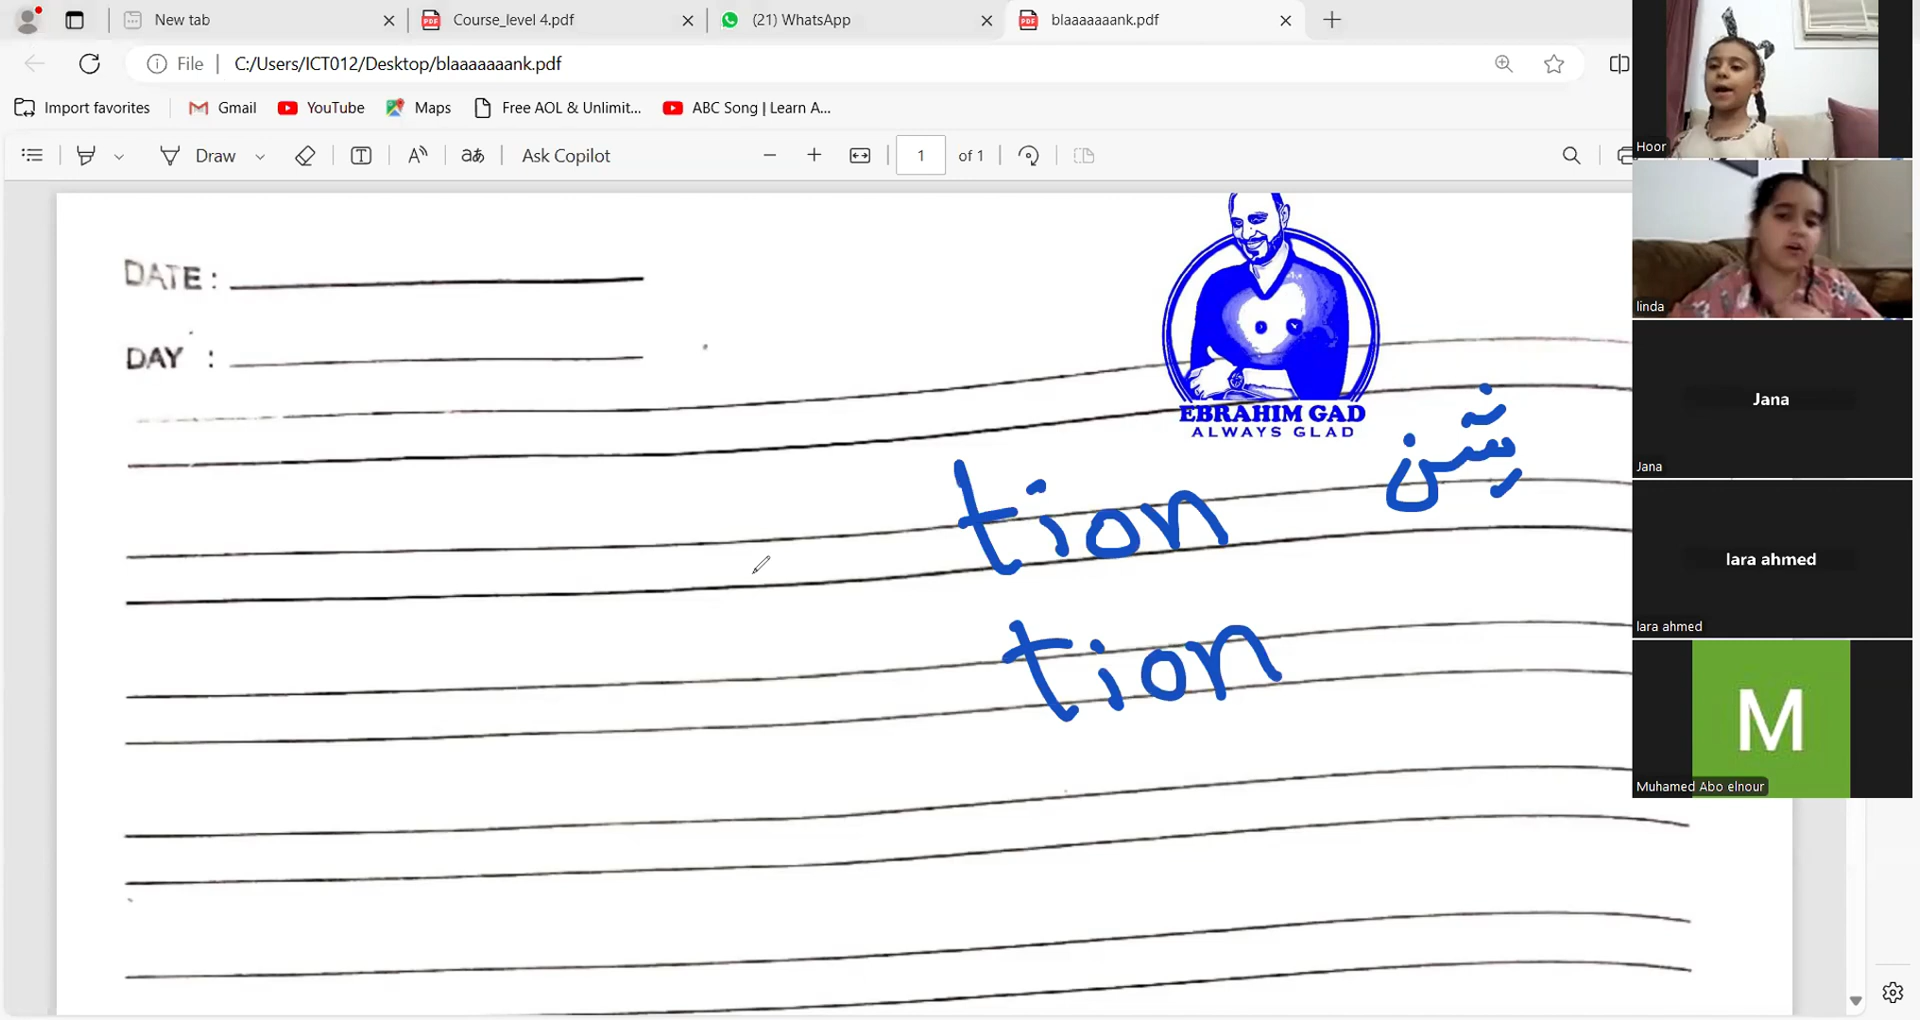 New tab
Course_level 4.pdf
(21) WhatsApp
blaaaaaaank.pdf
File
C:/Users/ICT012/Desktop/blaaaaaaank.pdf
Import favorites
Gmail
YouTube
Maps
Free AOL & Unlimit...
ABC Song | Learn A...
Draw
Ask Copilot
1 of 1
DATE :
DAY :
EBRAHIM GAD
ALWAYS GLAD
tion
tion
Hoor
linda
Jana
Jana
lara ahmed
lara ahmed
M
Muhamed Abo elnour